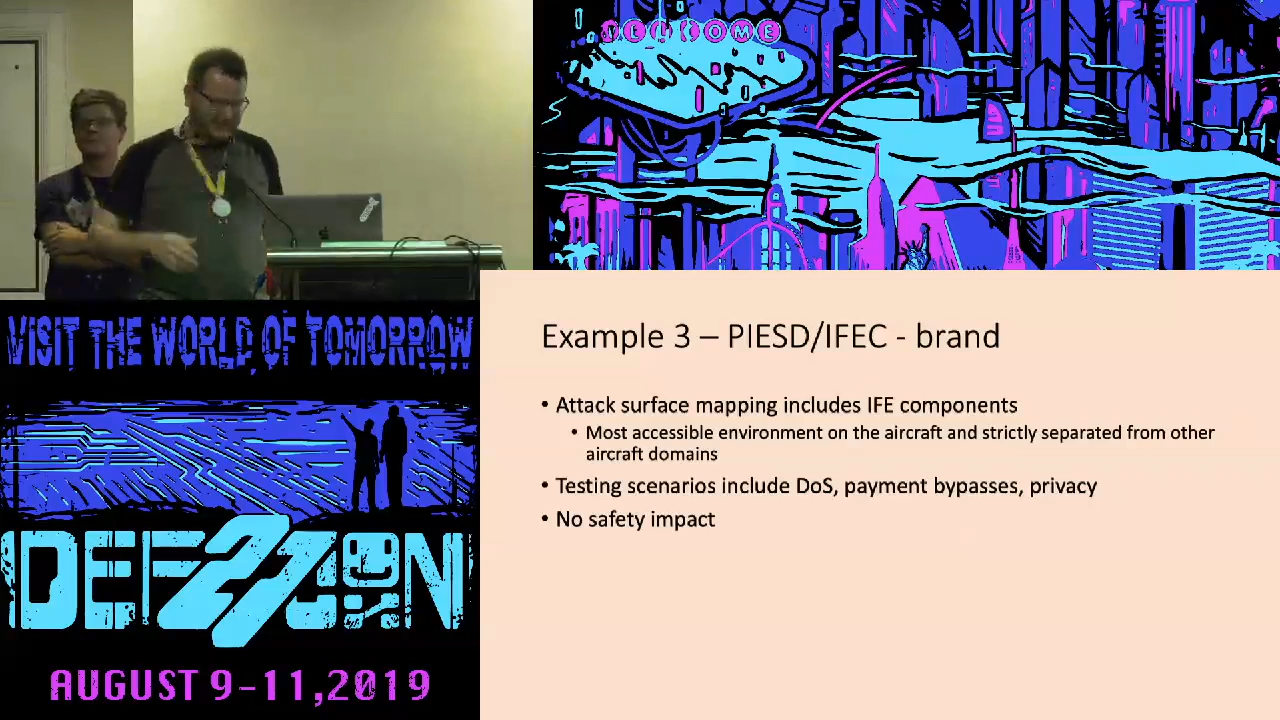 WELCOME
VISIT THE WORLD OF TOMORROW
DEF CON
27
AUGUST 9-11,2019
Example 3 – PIESD/IFEC - brand
• Attack surface mapping includes IFE components
• Most accessible environment on the aircraft and strictly separated from other
aircraft domains
• Testing scenarios include DoS, payment bypasses, privacy
• No safety impact